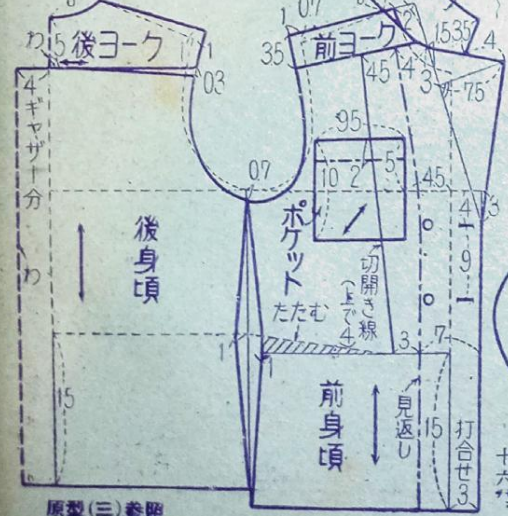 後ヨーク
わ
5
1
03
4
ギャザー分
わ
後身頃
15
1
原型(三)参照
07
1
35
前ヨーク
2
45
4
3
1535
4
4
75
95
10
2
5
ポケット
07
45
3
4
9
切開き線
(上で4)
たたむ
1
3
7
前身頃
見返し
15
打合せ
3